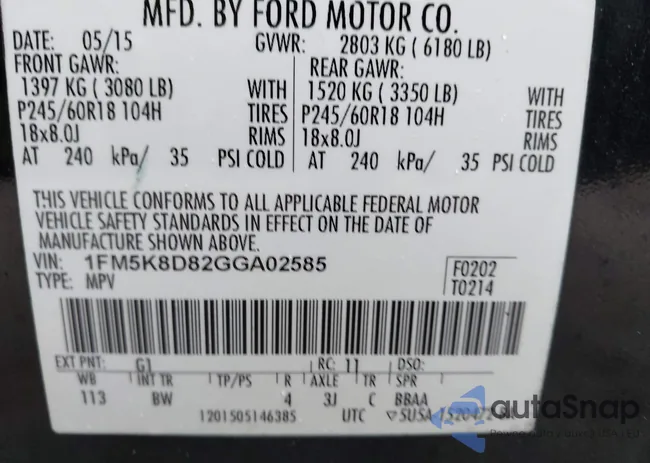 MFD. BY FORD MOTOR CO.
DATE: 05/15 GVWR: 2803 KG ( 6180 LB)
FRONT GAWR: REAR GAWR:
1397 KG ( 3080 LB) WITH 1520 KG ( 3350 LB) WITH
P245/60R18 104H TIRES P245/60R18 104H TIRES
18x8.0J RIMS 18x8.0J RIMS
AT 240 kPa/ 35 PSI COLD AT 240 kPa/ 35 PSI COLD
THIS VEHICLE CONFORMS TO ALL APPLICABLE FEDERAL MOTOR
VEHICLE SAFETY STANDARDS IN EFFECT ON THE DATE OF
MANUFACTURE SHOWN ABOVE.
VIN: 1FM5K8D82GGA02585 F0202
TYPE: MPV T0214
EXT PNT: G1 RC: 11 DSO:
WB INT TR TP/PS R AXLE TR SPR
113 BW 4 3J C BBAA
1201505146385 UTC ▽5USA
autoSnap